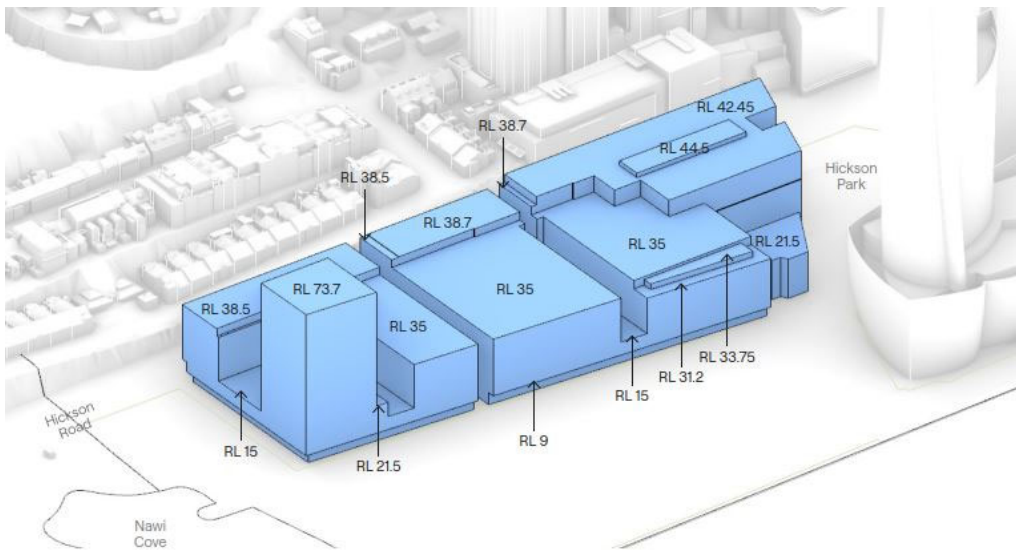 RL 42.45
RL 38.7
RL 44.5
Hickson
Park
RL 38.5
RL 38.7
RL 35
RL 21.5
RL 73.7
RL 35
RL 38.5
RL 35
RL 33.75
RL 31.2
Hickson
Road
RL 15
RL 9
RL 15
RL 21.5
Nawi
Cove